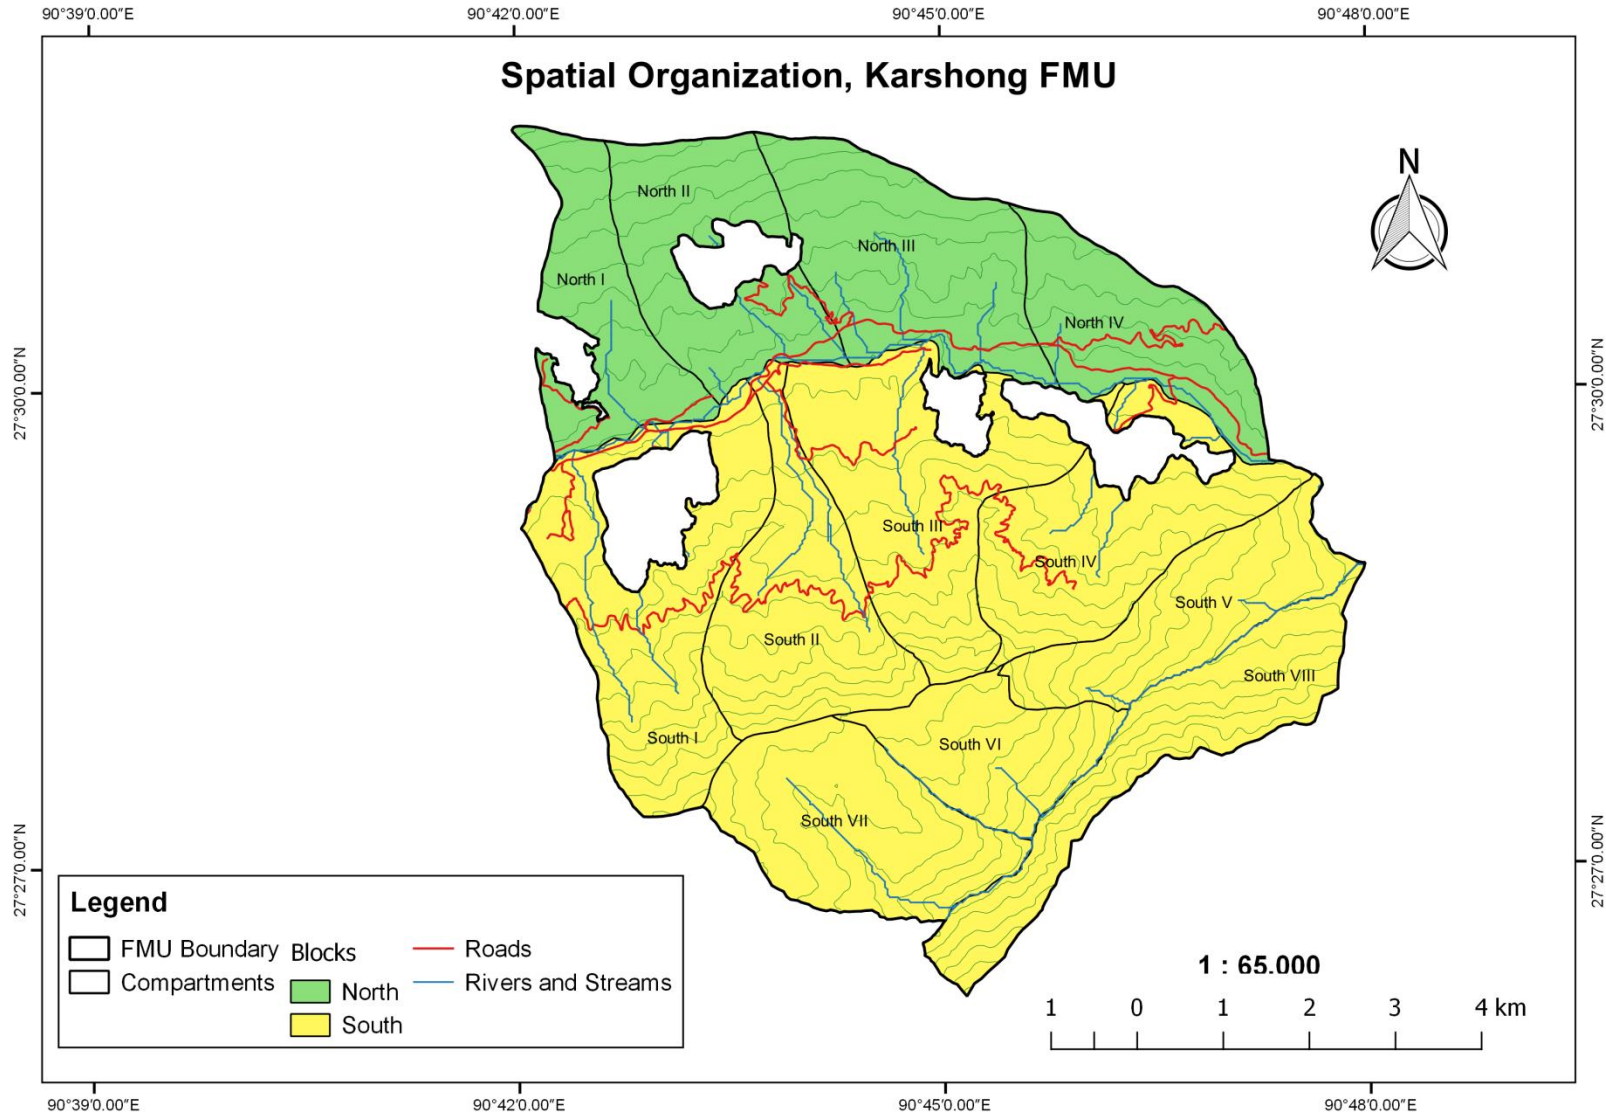 90°39'0.00"E 90°42'0.00"E 90°45'0.00"E 90°48'0.00"E
Spatial Organization, Karshong FMU
N
North II
North III
North I
North IV
27°30'0.00"N 27°30'0.00"N
South III
South IV
South V
South II
South VIII
South I
South VI
South VII
27°27'0.00"N 27°27'0.00"N
Legend
FMU Boundary
Compartments
Blocks
North
South
Roads
Rivers and Streams
1 : 65.000
1 0 1 2 3 4 km
90°39'0.00"E 90°42'0.00"E 90°45'0.00"E 90°48'0.00"E